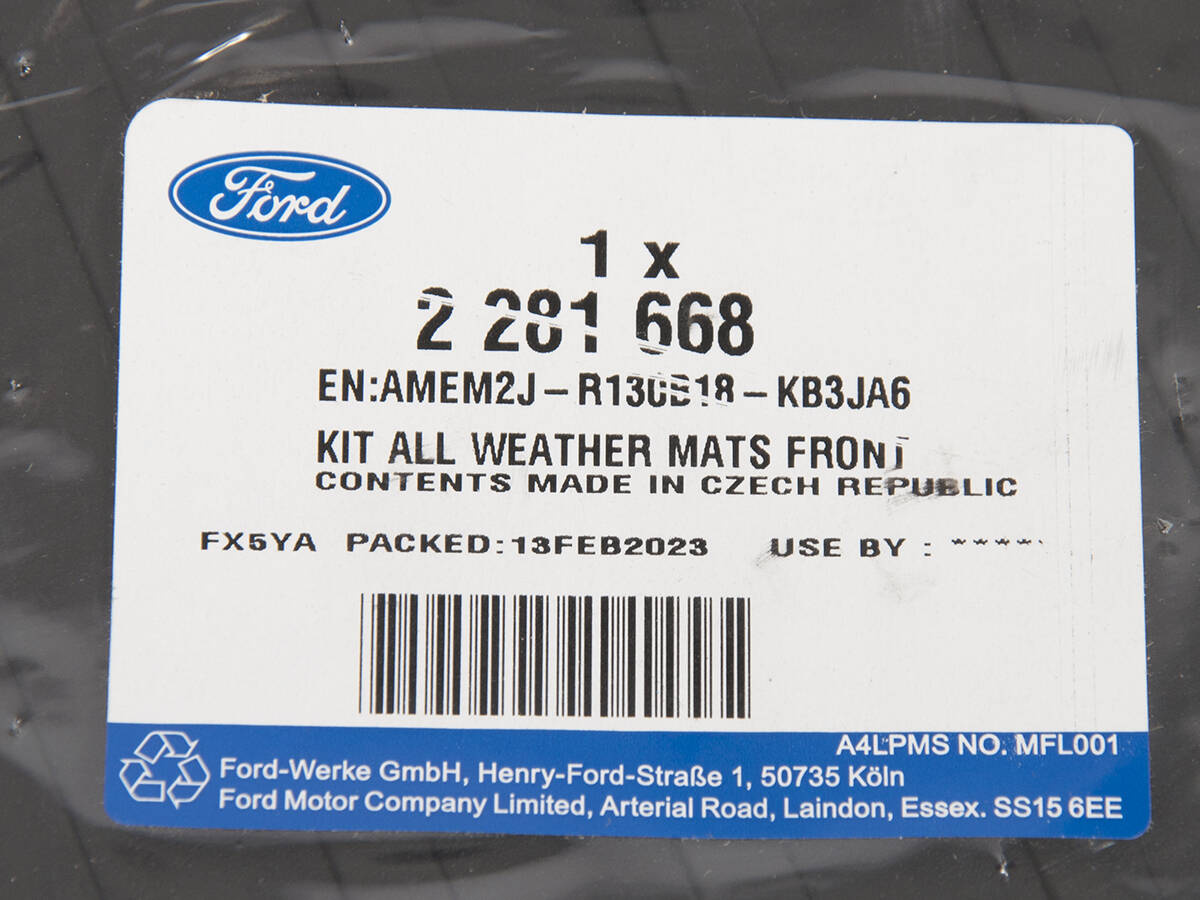 Ford
1 x
2 281 668
EN:AMEM2J-R130B18-KB3JA6
KIT ALL WEATHER MATS FRONT
CONTENTS MADE IN CZECH REPUBLIC
FX5YA PACKED:13FEB2023 USE BY : *****
A4LPMS NO. MFL001
Ford-Werke GmbH, Henry-Ford-Straße 1, 50735 Köln
Ford Motor Company Limited, Arterial Road, Laindon, Essex. SS15 6EE